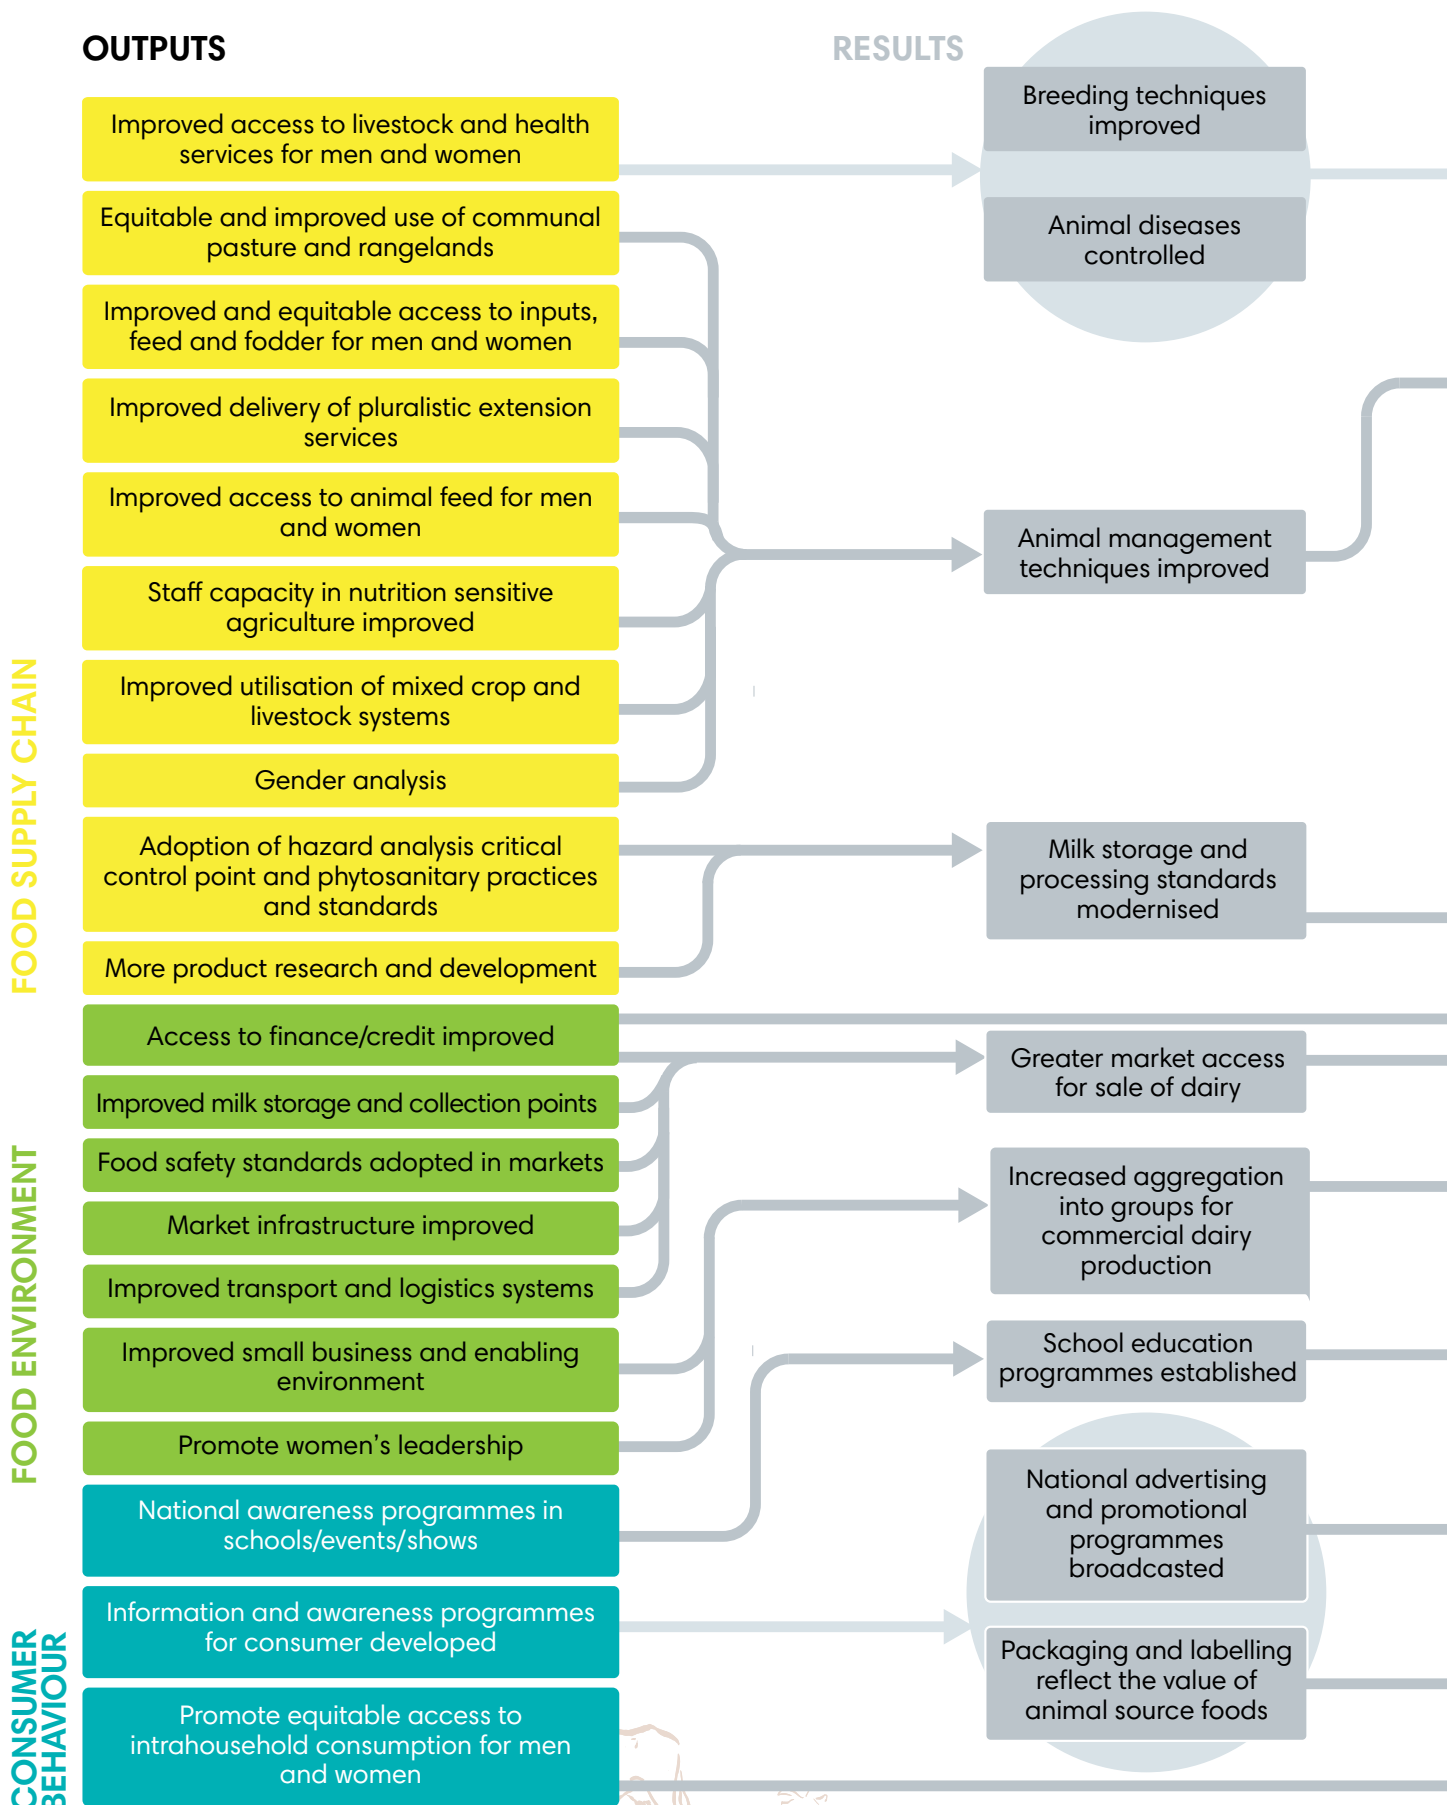 OUTPUTS
RESULTS
FOOD SUPPLY CHAIN
Improved access to livestock and health
services for men and women
Equitable and improved use of communal
pasture and rangelands
Improved and equitable access to inputs,
feed and fodder for men and women
Improved delivery of pluralistic extension
services
Improved access to animal feed for men
and women
Staff capacity in nutrition sensitive
agriculture improved
Improved utilisation of mixed crop and
livestock systems
Gender analysis
Adoption of hazard analysis critical
control point and phytosanitary practices
and standards
More product research and development
FOOD ENVIRONMENT
Access to finance/credit improved
Improved milk storage and collection points
Food safety standards adopted in markets
Market infrastructure improved
Improved transport and logistics systems
Improved small business and enabling
environment
Promote women's leadership
CONSUMER
BEHAVIOUR
National awareness programmes in
schools/events/shows
Information and awareness programmes
for consumer developed
Promote equitable access to
intrahousehold consumption for men
and women
Breeding techniques
improved
Animal diseases
controlled
Animal management
techniques improved
Milk storage and
processing standards
modernised
Greater market access
for sale of dairy
Increased aggregation
into groups for
commercial dairy
production
School education
programmes established
National advertising
and promotional
programmes
broadcasted
Packaging and labelling
reflect the value of
animal source foods